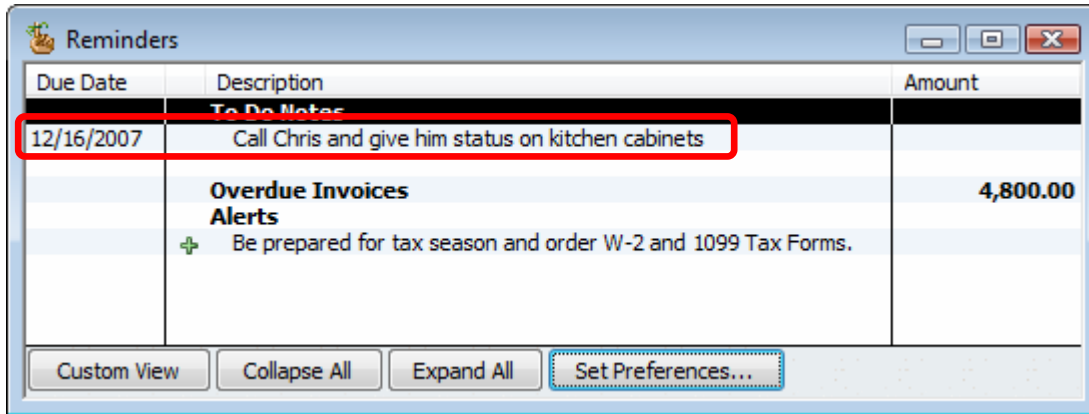 Reminders
Due Date Description Amount
To Do Notes
12/16/2007 Call Chris and give him status on kitchen cabinets
Overdue Invoices 4,800.00
Alerts
Be prepared for tax season and order W-2 and 1099 Tax Forms.
Custom View Collapse All Expand All Set Preferences...